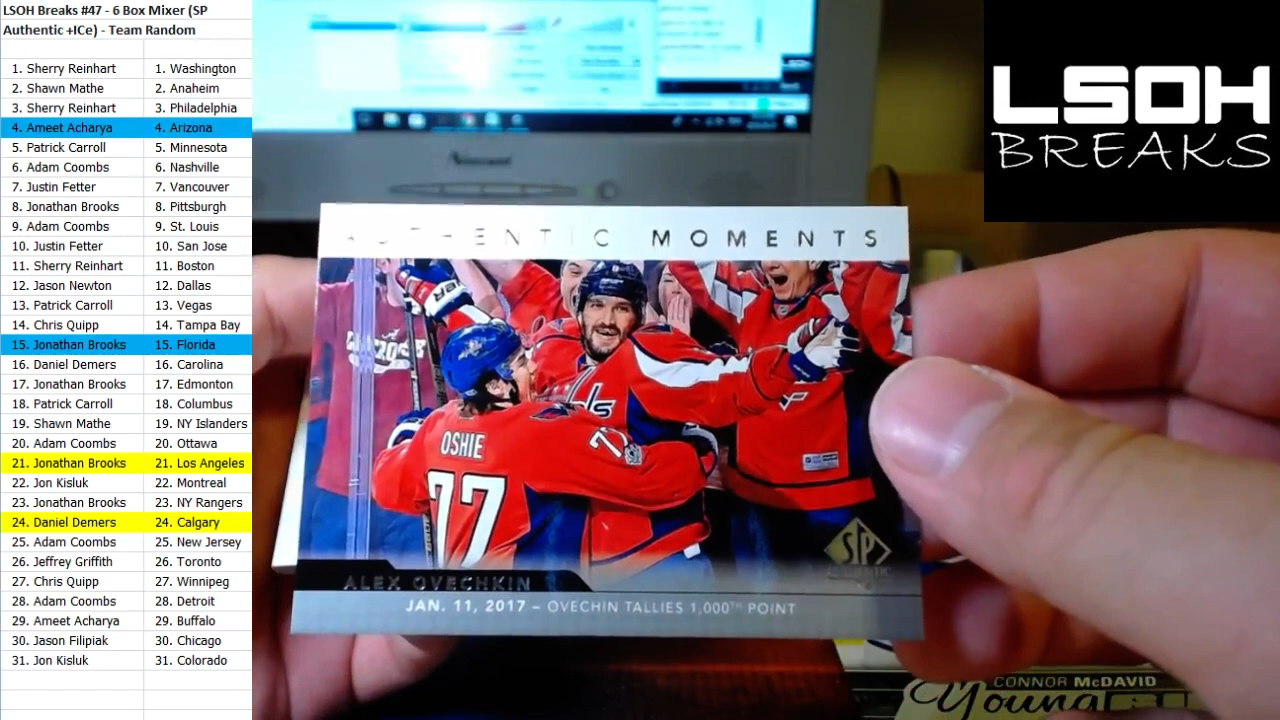 LSOH Breaks #47 - 6 Box Mixer (SP
Authentic +ICe) - Team Random
1. Sherry Reinhart 1. Washington
2. Shawn Mathe 2. Anaheim
3. Sherry Reinhart 3. Philadelphia
4. Ameet Acharya 4. Arizona
5. Patrick Carroll 5. Minnesota
6. Adam Coombs 6. Nashville
7. Justin Fetter 7. Vancouver
8. Jonathan Brooks 8. Pittsburgh
9. Adam Coombs 9. St. Louis
10. Justin Fetter 10. San Jose
11. Sherry Reinhart 11. Boston
12. Jason Newton 12. Dallas
13. Patrick Carroll 13. Vegas
14. Chris Quipp 14. Tampa Bay
15. Jonathan Brooks 15. Florida
16. Daniel Demers 16. Carolina
17. Jonathan Brooks 17. Edmonton
18. Patrick Carroll 18. Columbus
19. Shawn Mathe 19. NY Islanders
20. Adam Coombs 20. Ottawa
21. Jonathan Brooks 21. Los Angeles
22. Jon Kisluk 22. Montreal
23. Jonathan Brooks 23. NY Rangers
24. Daniel Demers 24. Calgary
25. Adam Coombs 25. New Jersey
26. Jeffrey Griffith 26. Toronto
27. Chris Quipp 27. Winnipeg
28. Adam Coombs 28. Detroit
29. Ameet Acharya 29. Buffalo
30. Jason Filipiak 30. Chicago
31. Jon Kisluk 31. Colorado
LSOH
BREAKS
AUTHENTIC MOMENTS
OSHIE
77
SP
AUTHENTIC
ALEX OVECHKIN
JAN. 11, 2017 – OVECHIN TALLIES 1,000TH POINT
CONNOR McDAVID
Young